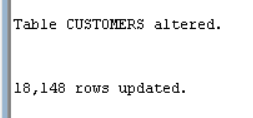 Table CUSTOMERS altered.
18,148 rows updated.